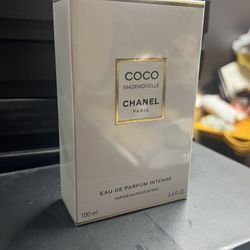 COCO
MADEMOISELLE
CHANEL
PARIS
EAU DE PARFUM INTENSE
VAPORISATEUR SPRAY
100 ml
3.4 FL.OZ